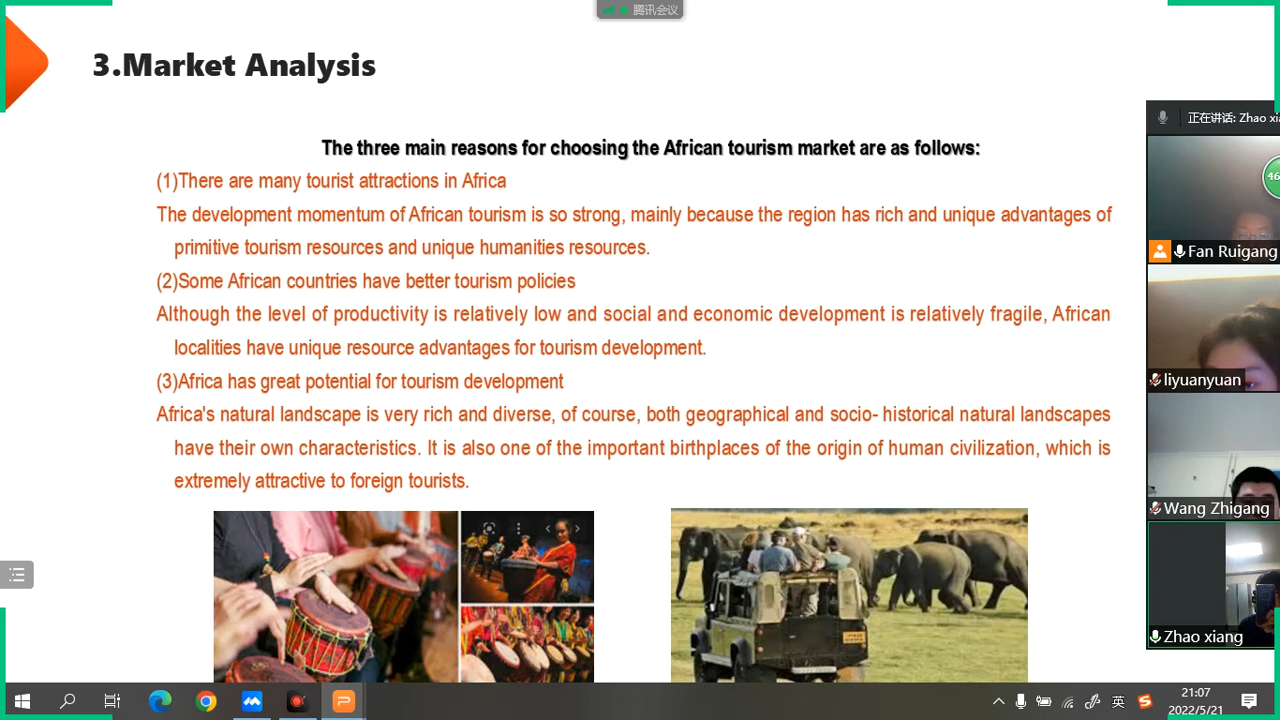 腾讯会议
3.Market Analysis
The three main reasons for choosing the African tourism market are as follows:
(1)There are many tourist attractions in Africa
The development momentum of African tourism is so strong, mainly because the region has rich and unique advantages of
primitive tourism resources and unique humanities resources.
(2)Some African countries have better tourism policies
Although the level of productivity is relatively low and social and economic development is relatively fragile, African
localities have unique resource advantages for tourism development.
(3)Africa has great potential for tourism development
Africa's natural landscape is very rich and diverse, of course, both geographical and socio- historical natural landscapes
have their own characteristics. It is also one of the important birthplaces of the origin of human civilization, which is
extremely attractive to foreign tourists.
正在讲话: Zhao xia
46
Fan Ruigang
liyuanyuan
Wang Zhigang
Zhao xiang
英
21:07
2022/5/21